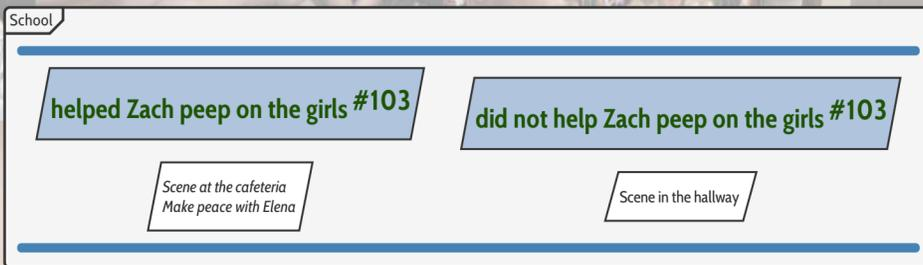 School
helped Zach peep on the girls #103
did not help Zach peep on the girls #103
Scene at the cafeteria
Make peace with Elena
Scene in the hallway